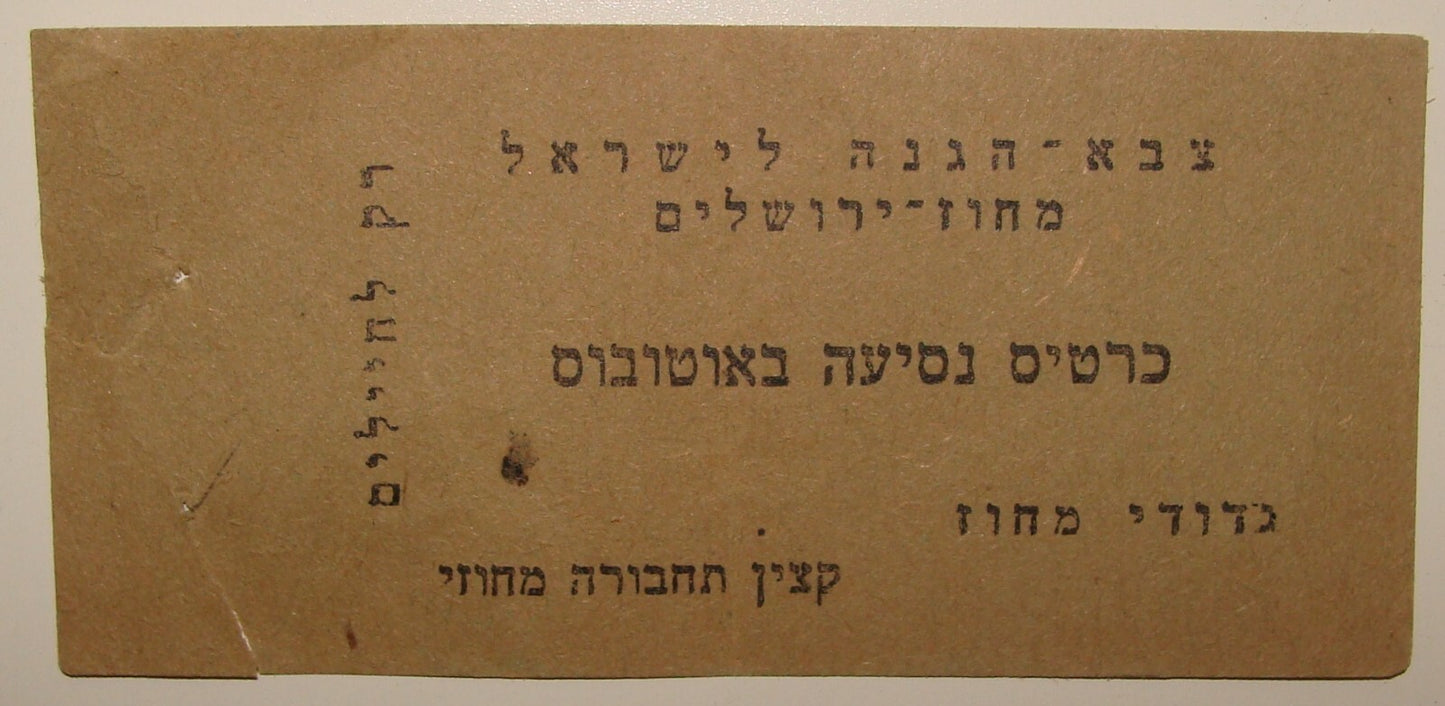 צבא-הגנה לישראל
מחוז-ירושלים
כרטיס נסיעה באוטובוס
גדודי מחוז
קצין תחבורה מחוזי
רק לחיילים